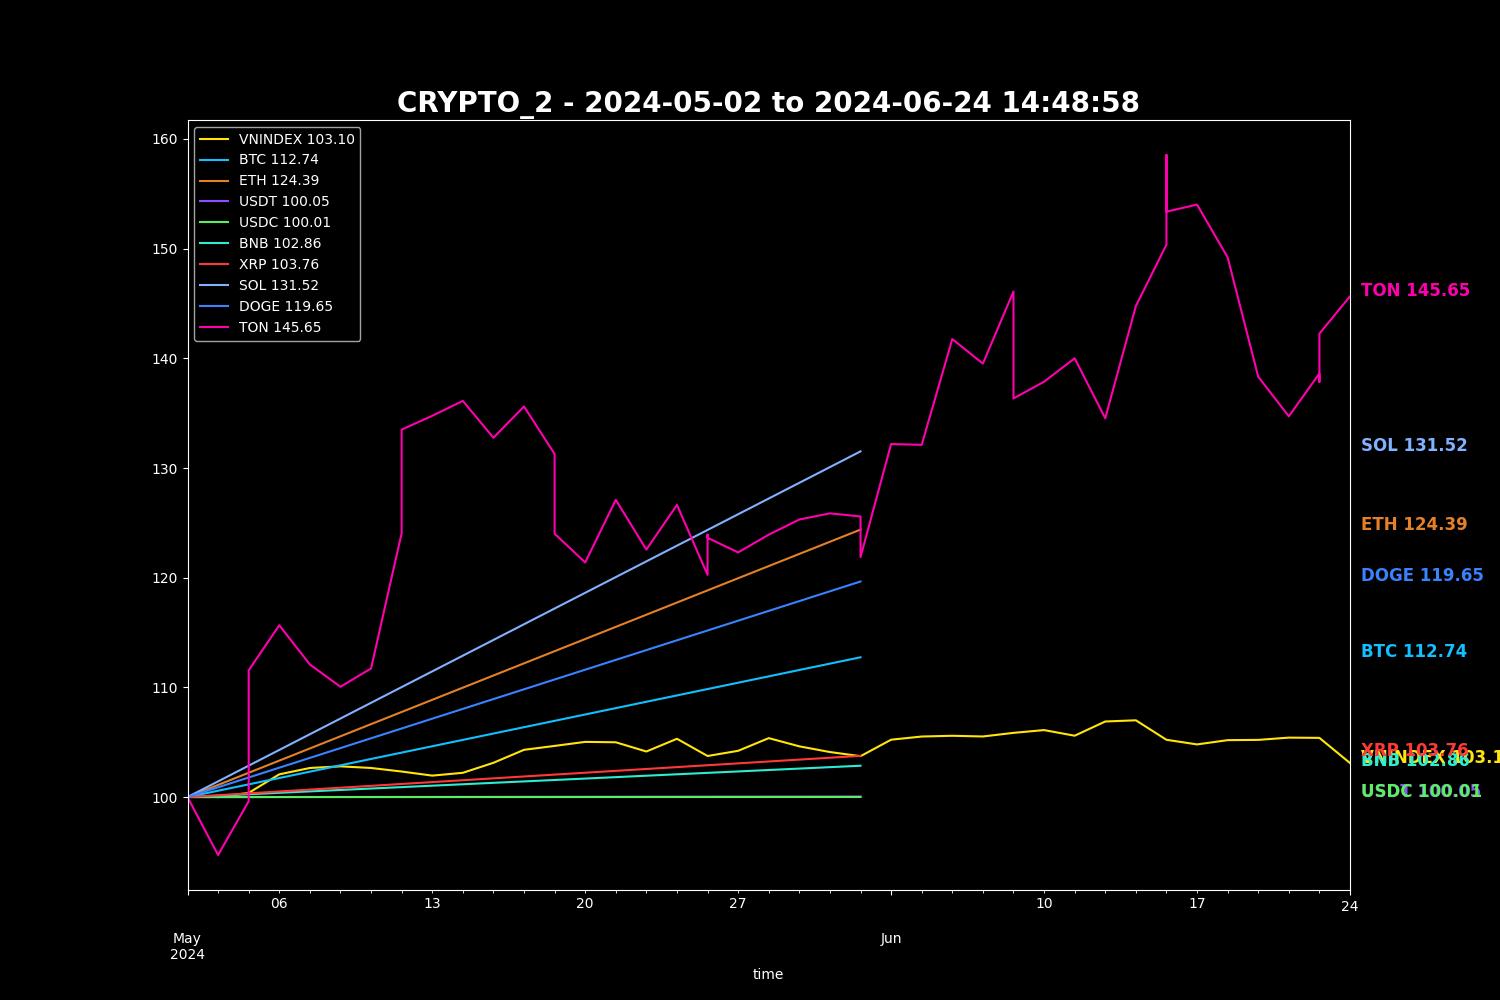 CRYPTO_2 - 2024-05-02 to 2024-06-24 14:48:58
160
150
140
130
120
110
100
VNINDEX 103.10
BTC 112.74
ETH 124.39
USDT 100.05
USDC 100.01
BNB 102.86
XRP 103.76
SOL 131.52
DOGE 119.65
TON 145.65
TON 145.65
SOL 131.52
ETH 124.39
DOGE 119.65
BTC 112.74
XRP 103.76
BNB 102.86
USDC 100.01
06
13
20
27
10
17
24
May
2024
Jun
time